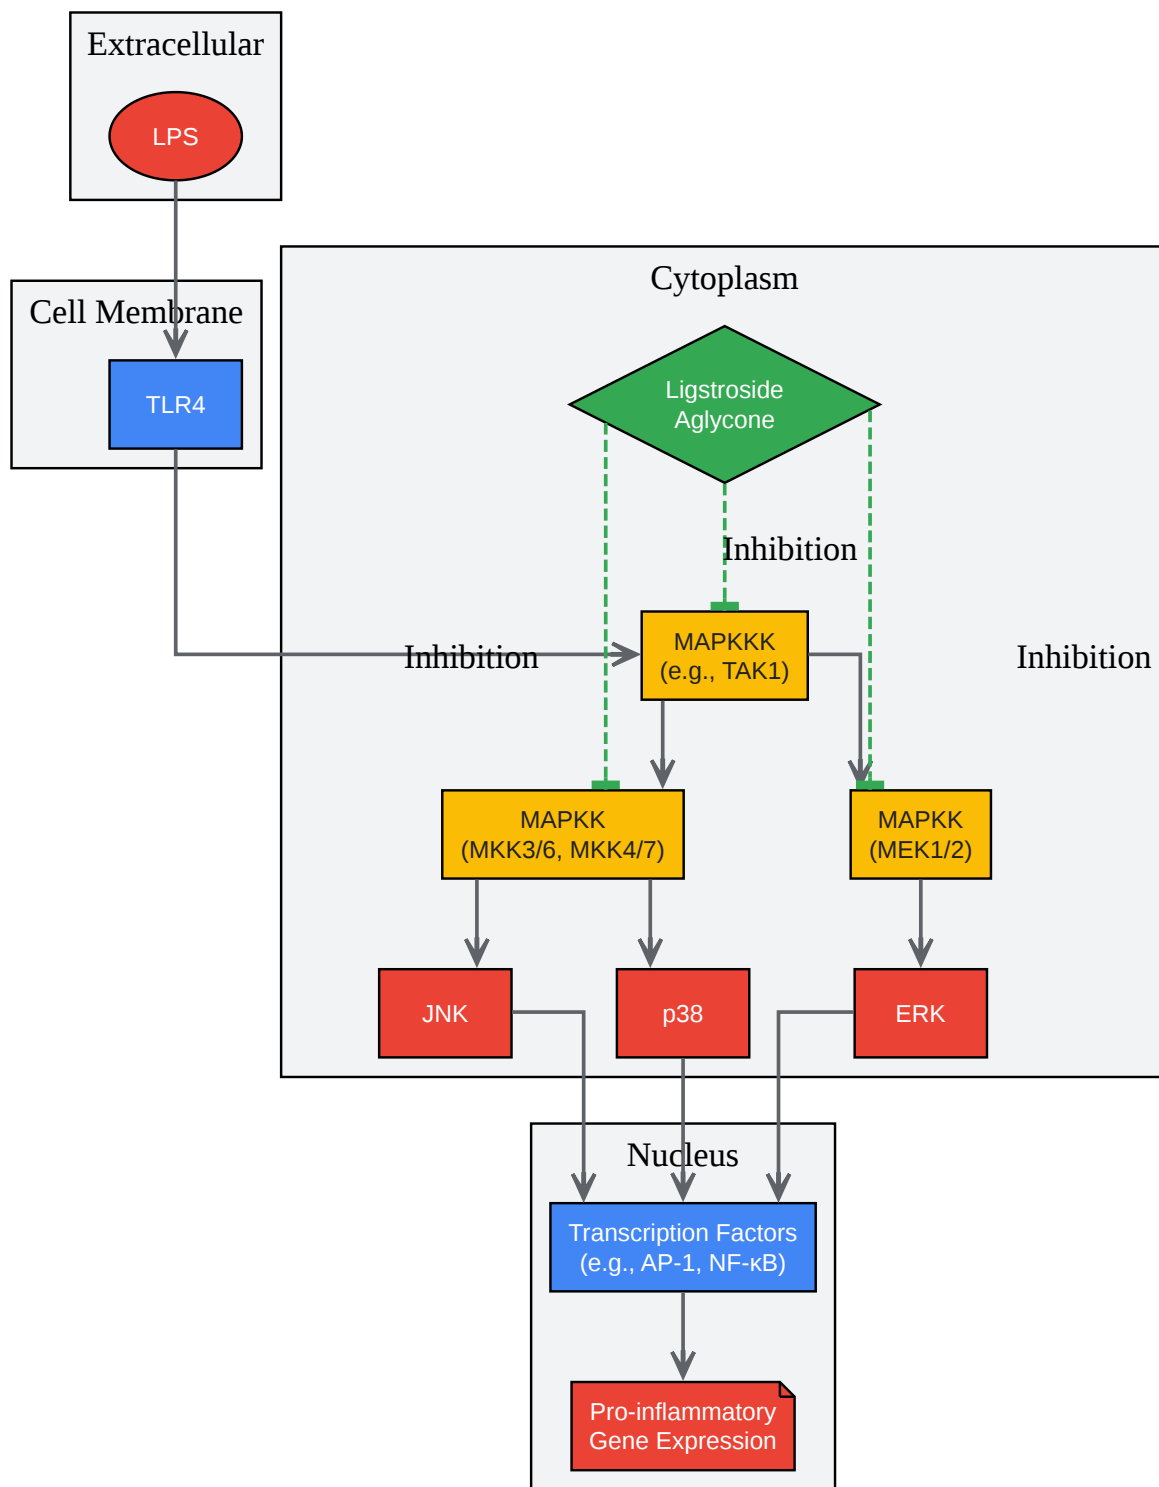 Extracellular
LPS
Cell Membrane
TLR4
Cytoplasm
Ligstroside
Aglycone
Inhibition
Inhibition
MAPKKK
(e.g., TAK1)
Inhibition
MAPKK
(MKK3/6, MKK4/7)
MAPKK
(MEK1/2)
JNK
p38
ERK
Nucleus
Transcription Factors
(e.g., AP-1, NF-κB)
Pro-inflammatory
Gene Expression